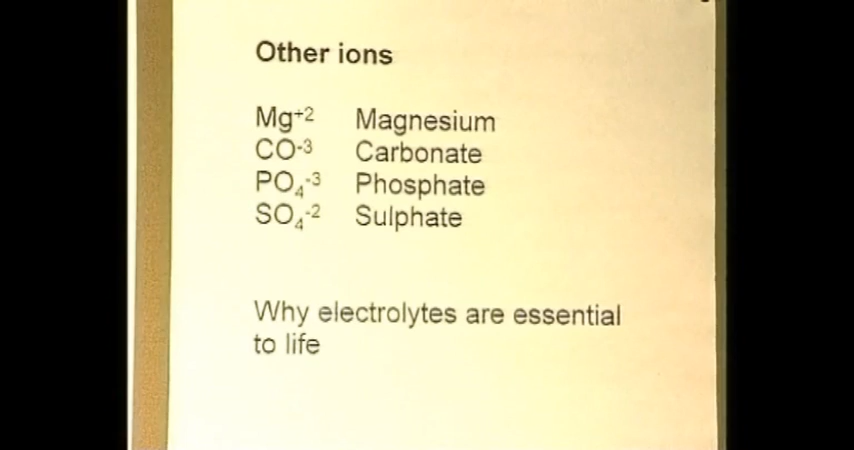 Other ions
Mg⁺² Magnesium
CO⁻³ Carbonate
PO₄⁻³ Phosphate
SO₄⁻² Sulphate
Why electrolytes are essential
to life